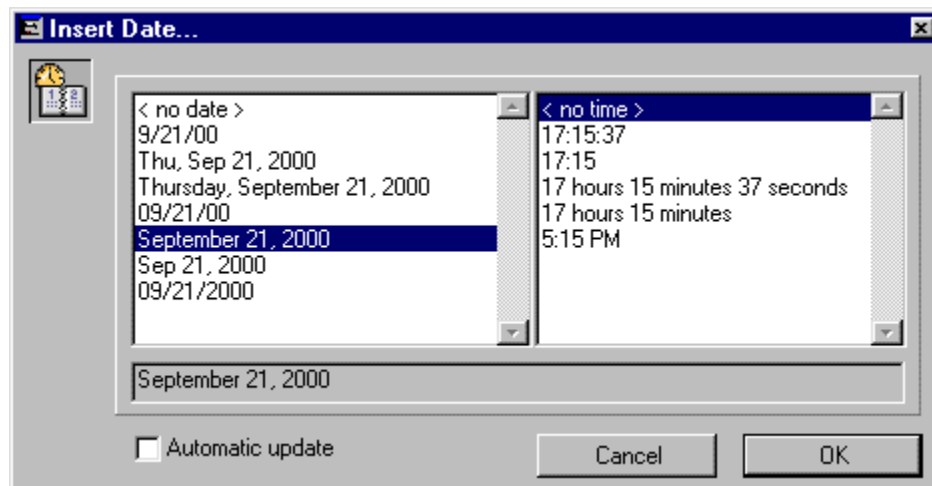 Insert Date...
< no date >
9/21/00
Thu, Sep 21, 2000
Thursday, September 21, 2000
09/21/00
September 21, 2000
Sep 21, 2000
09/21/2000
< no time >
17:15:37
17:15
17 hours 15 minutes 37 seconds
17 hours 15 minutes
5:15 PM
September 21, 2000
Automatic update
Cancel
OK